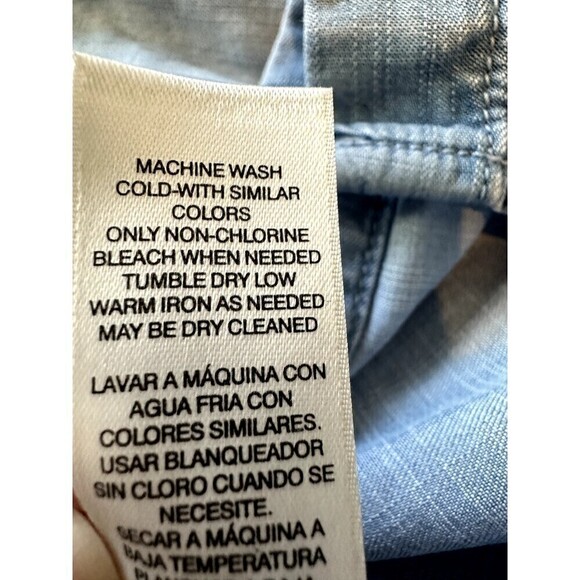 MACHINE WASH
COLD-WITH SIMILAR
COLORS
ONLY NON-CHLORINE
BLEACH WHEN NEEDED
TUMBLE DRY LOW
WARM IRON AS NEEDED
MAY BE DRY CLEANED
LAVAR A MÁQUINA CON
AGUA FRIA CON
COLORES SIMILARES.
USAR BLANQUEADOR
SIN CLORO CUANDO SE
NECESITE.
SECAR A MÁQUINA A
BAJA TEMPERATURA